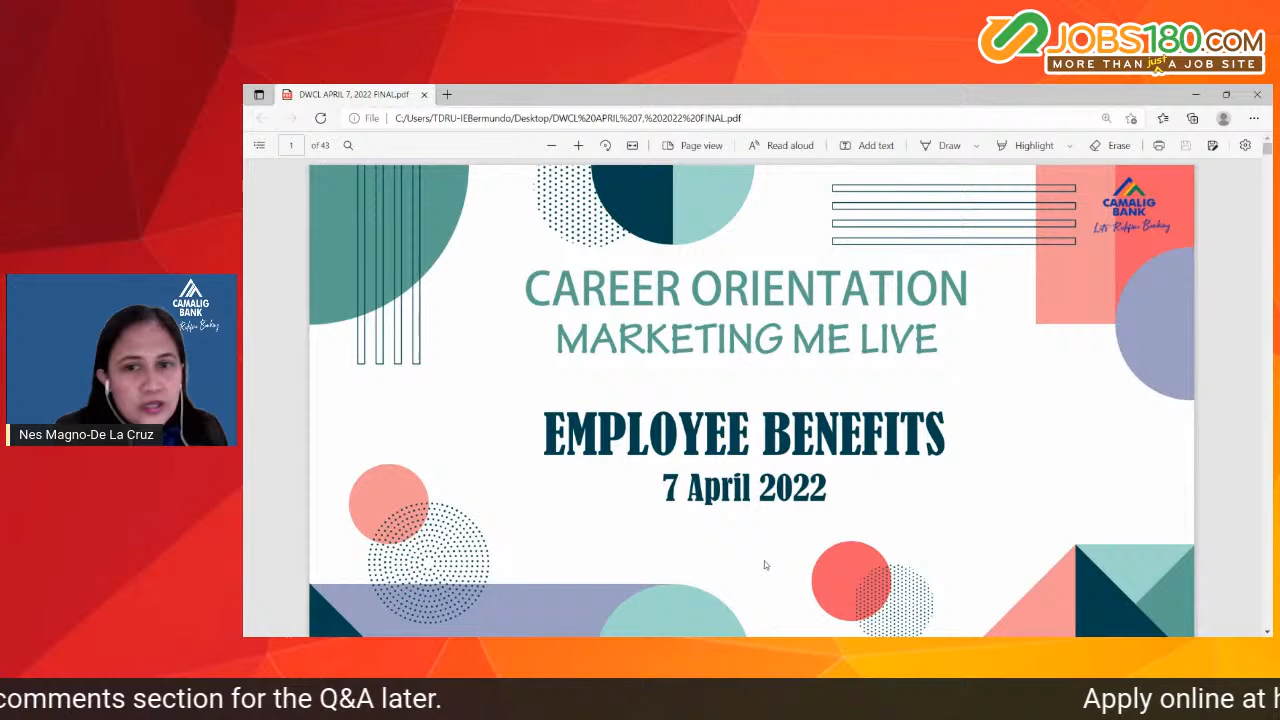 JOBS180.COM
MORE THAN just A JOB SITE
DWCL APRIL 7, 2022 FINAL.pdf
File C:/Users/TDRU-IEBermundo/Desktop/DWCL%20APRIL%207,%202022%20FINAL.pdf
1 of 43 Page view Read aloud Add text Draw Highlight Erase
CAMALIG
BANK
Let's Redefine Banking
CAREER ORIENTATION
MARKETING ME LIVE
EMPLOYEE BENEFITS
7 April 2022
CAMALIG
BANK
Redefine Banking
Nes Magno-De La Cruz
comments section for the Q&A later.
Apply online at h